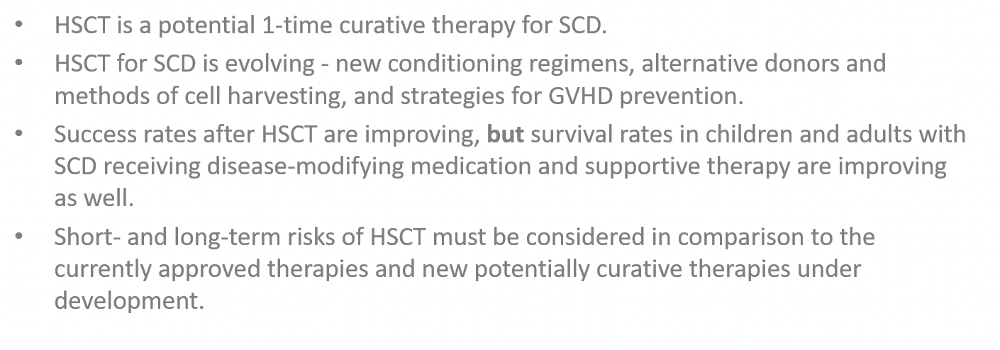 • HSCT is a potential 1-time curative therapy for SCD.
• HSCT for SCD is evolving - new conditioning regimens, alternative donors and
methods of cell harvesting, and strategies for GVHD prevention.
• Success rates after HSCT are improving, but survival rates in children and adults with
SCD receiving disease-modifying medication and supportive therapy are improving
as well.
• Short- and long-term risks of HSCT must be considered in comparison to the
currently approved therapies and new potentially curative therapies under
development.